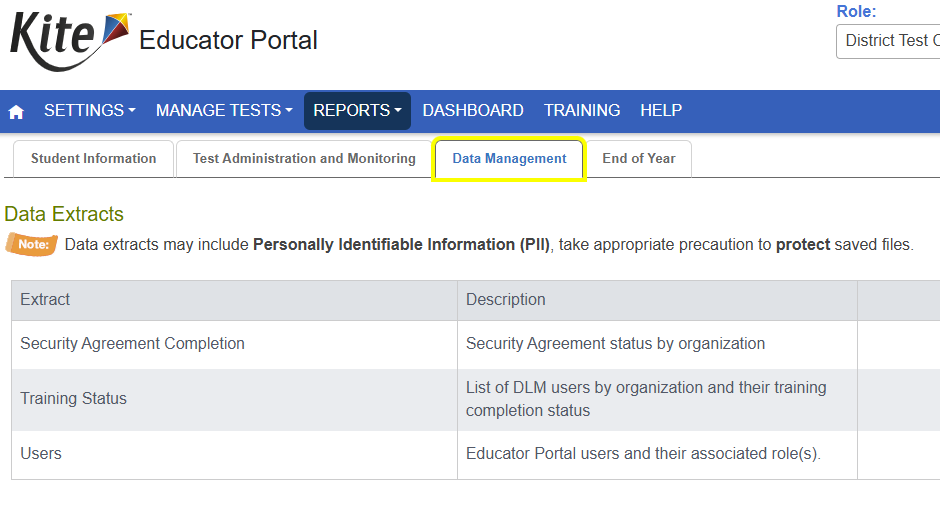 Kite Educator Portal
Role:
District Test
SETTINGS MANAGE TESTS REPORTS DASHBOARD TRAINING HELP
Student Information Test Administration and Monitoring Data Management End of Year
Data Extracts
Note: Data extracts may include Personally Identifiable Information (PII), take appropriate precaution to protect saved files.
Extract Description
Security Agreement Completion Security Agreement status by organization
Training Status List of DLM users by organization and their training
completion status
Users Educator Portal users and their associated role(s).